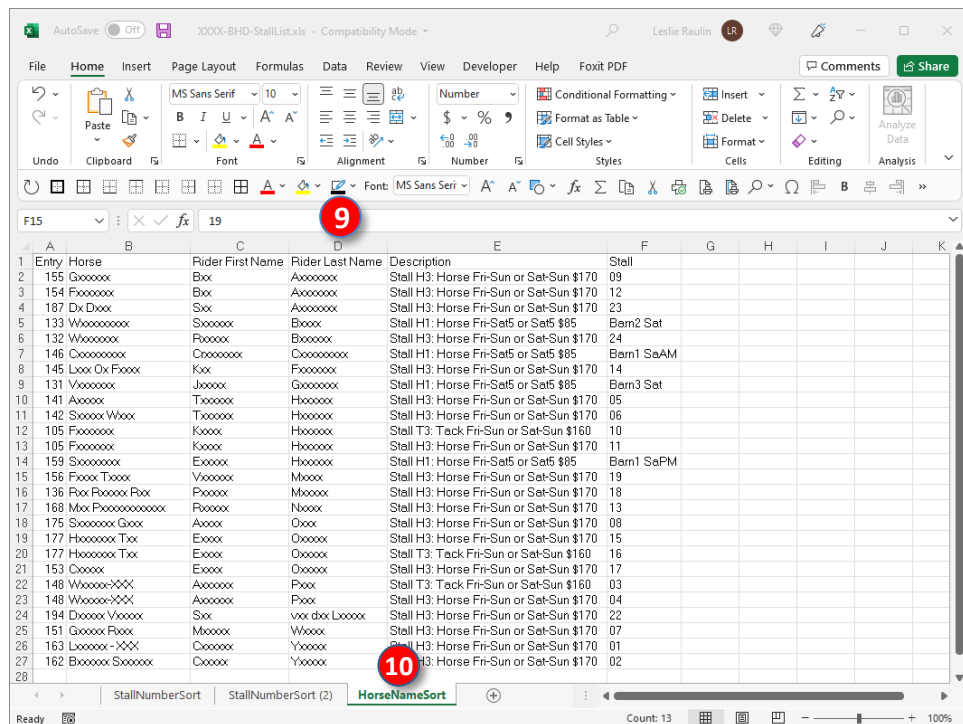 AutoSave Off XXXX-BHD-StallList.xls - Compatibility Mode Leslie Raulin LR
File Home Insert Page Layout Formulas Data Review View Developer Help Foxit PDF Comments Share
MS Sans Serif 10 Number Conditional Formatting Insert
Paste B I U $ % Format as Table Delete Analyze Data
Cell Styles Format
Undo Clipboard Font Alignment Number Styles Cells Editing Analysis
Font: MS Sans Seri fx B »
F15 fx 19
9
A B C D E F G H I J K
1 Entry Horse Rider First Name Rider Last Name Description Stall
2 155 Gxxxxxx Bxx Axxxxxxx Stall H3: Horse Fri-Sun or Sat-Sun $170 09
3 154 Fxxxxxxx Bxx Axxxxxxx Stall H3: Horse Fri-Sun or Sat-Sun $170 12
4 187 Dx Dxxx Sxx Axxxxxxx Stall H3: Horse Fri-Sun or Sat-Sun $170 23
5 133 Wxxxxxxxx Sxxxxxx Bxxxx Stall H1: Horse Fri-Sat5 or Sat5 $85 Barn2 Sat
6 132 Wxxxxxxx Rxxxxx Bxxxxxx Stall H3: Horse Fri-Sun or Sat-Sun $170 24
7 146 Cxxxxxxxxx Crxxxxxxx Cxxxxxxxxx Stall H1: Horse Fri-Sat5 or Sat5 $85 Barn1 SaAM
8 145 Lxxx Ox Fxxxx Kxx Fxxxxxxx Stall H3: Horse Fri-Sun or Sat-Sun $170 14
9 131 Vxxxxxxx Jxxxxx Gxxxxxxx Stall H1: Horse Fri-Sat5 or Sat5 $85 Barn3 Sat
10 141 Axxxxx Txxxxxx Hxxxxxx Stall H3: Horse Fri-Sun or Sat-Sun $170 05
11 142 Sxxxxx Wxxx Txxxxxx Hxxxxxx Stall H3: Horse Fri-Sun or Sat-Sun $170 06
12 105 Fxxxxxxx Kxxxx Hxxxxxx Stall T3: Tack Fri-Sun or Sat-Sun $160 10
13 105 Fxxxxxxx Kxxxx Hxxxxxx Stall H3: Horse Fri-Sun or Sat-Sun $170 11
14 159 Sxxxxxxxx Exxxxx Hxxxxxx Stall H1: Horse Fri-Sat5 or Sat5 $85 Barn1 SaPM
15 156 Fxxxx Txxxx Vxxxxxx Mxxxx Stall H3: Horse Fri-Sun or Sat-Sun $170 19
16 136 Rxx Rxxxxx Rxx Pxxxxx Mxxxxx Stall H3: Horse Fri-Sun or Sat-Sun $170 18
17 168 Mxx Pxxxxxxxxxxxx Rxxxxx Nxxxx Stall H3: Horse Fri-Sun or Sat-Sun $170 13
18 175 Sxxxxxxx Gxxx Axxxx Oxxx Stall H3: Horse Fri-Sun or Sat-Sun $170 08
19 177 Hxxxxxxx Txx Exxxx Oxxxxx Stall H3: Horse Fri-Sun or Sat-Sun $170 15
20 177 Hxxxxxxx Txx Exxxx Oxxxxx Stall T3: Tack Fri-Sun or Sat-Sun $160 16
21 153 Cxxxxx Exxxx Oxxxxx Stall H3: Horse Fri-Sun or Sat-Sun $170 17
22 148 Wxxxxx-XXX Axxxxxx Pxxx Stall T3: Tack Fri-Sun or Sat-Sun $160 03
23 148 Wxxxxx-XXX Axxxxxx Pxxx Stall H3: Horse Fri-Sun or Sat-Sun $170 04
24 194 Dxxxxx Vxxxxx Sxx vxx dxx Lxxxxx Stall H3: Horse Fri-Sun or Sat-Sun $170 22
25 151 Gxxxxx Rxxx Mxxxxx Wxxxx Stall H3: Horse Fri-Sun or Sat-Sun $170 07
26 163 Lxxxxxx - XXX Cxxxxxx Yxxxxx Stall H3: Horse Fri-Sun or Sat-Sun $170 01
27 162 Bxxxxxx Sxxxxxx Cxxxxx Yxxxxx H3: Horse Fri-Sun or Sat-Sun $170 02
28
10
StallNumberSort StallNumberSort (2) HorseNameSort
Ready Count: 13 100%